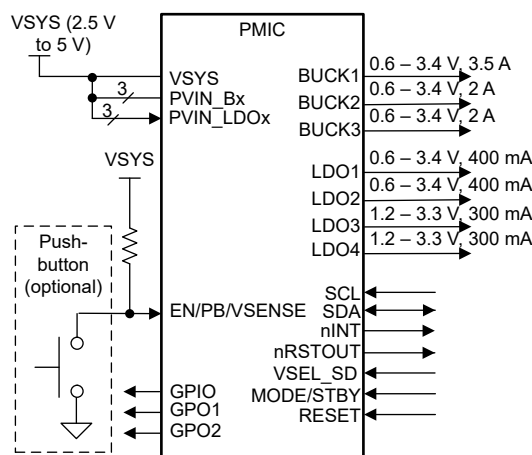 VSYS (2.5 V
to 5 V)
PMIC
VSYS
3
PVIN_Bx
3
PVIN_LDOx
BUCK1
0.6 – 3.4 V, 3.5 A
BUCK2
0.6 – 3.4 V, 2 A
BUCK3
0.6 – 3.4 V, 2 A
LDO1
0.6 – 3.4 V, 400 mA
LDO2
0.6 – 3.4 V, 400 mA
LDO3
1.2 – 3.3 V, 300 mA
LDO4
1.2 – 3.3 V, 300 mA
VSYS
Push-
button
(optional)
EN/PB/VSENSE
SCL
SDA
nINT
nRSTOUT
VSEL_SD
MODE/STBY
RESET
GPIO
GPO1
GPO2